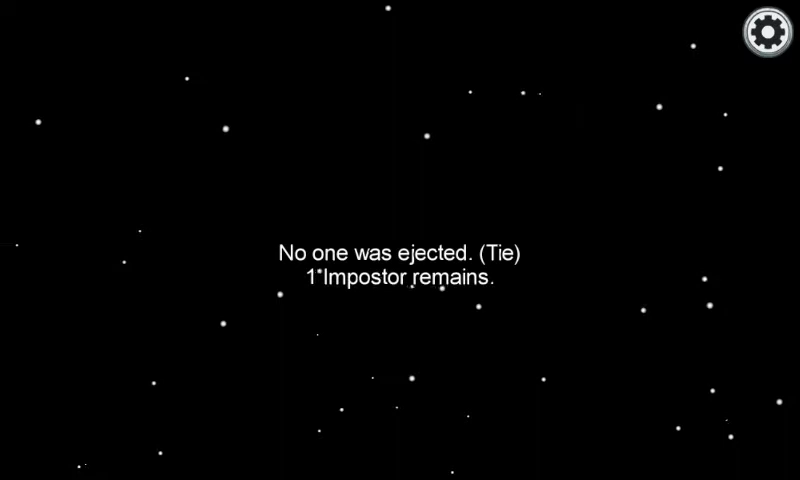 No one was ejected. (Tie)
1 Impostor remains.